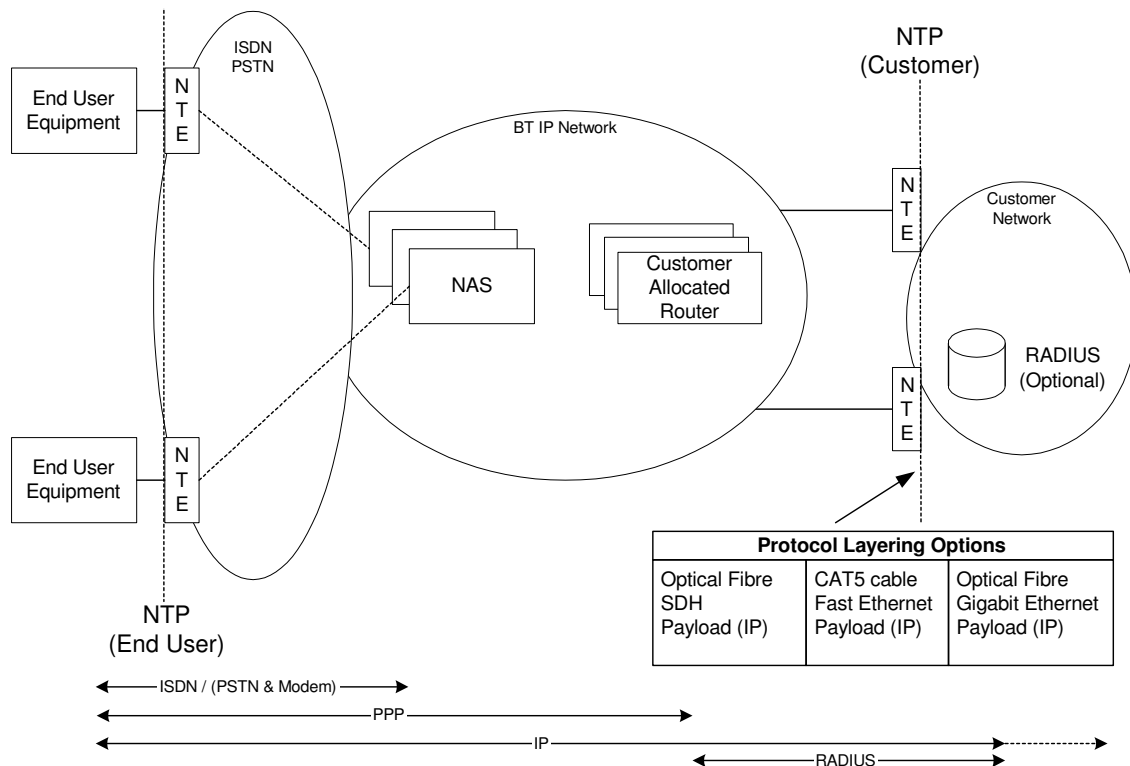 ISDN
PSTN
NTP
(Customer)
End User
Equipment
N
T
E
BT IP Network
N
T
E
Customer
Network
NAS
Customer
Allocated
Router
RADIUS
(Optional)
N
T
E
End User
Equipment
N
T
E
NTP
(End User)
Protocol Layering Options
Optical Fibre
SDH
Payload (IP)
CAT5 cable
Fast Ethernet
Payload (IP)
Optical Fibre
Gigabit Ethernet
Payload (IP)
ISDN / (PSTN & Modem)
PPP
IP
RADIUS